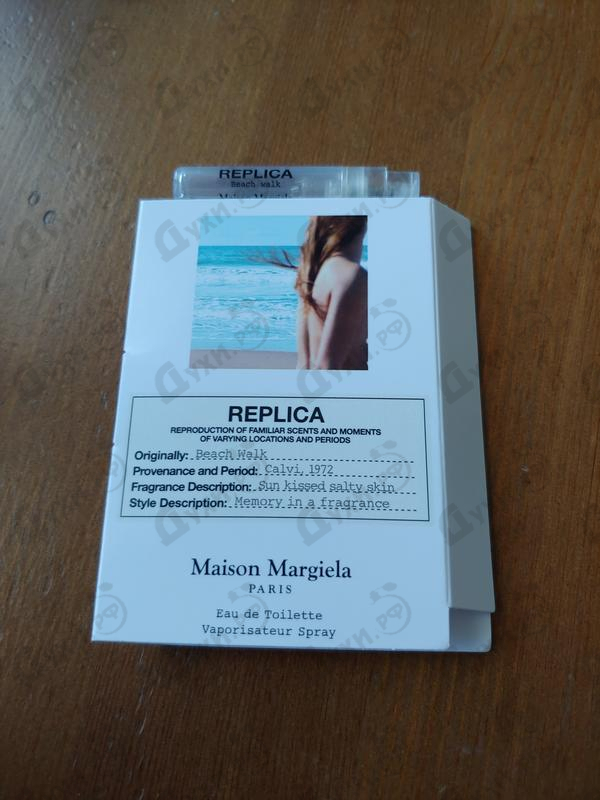 REPLICA
Beach walk
REPLICA
REPRODUCTION OF FAMILIAR SCENTS AND MOMENTS
OF VARYING LOCATIONS AND PERIODS
Originally: Beach Walk
Provenance and Period: Calvi, 1972
Fragrance Description: Sun kissed salty skin
Style Description: Memory in a fragrance
Maison Margiela
PARIS
Eau de Toilette
Vaporisateur Spray
Духи.РФ